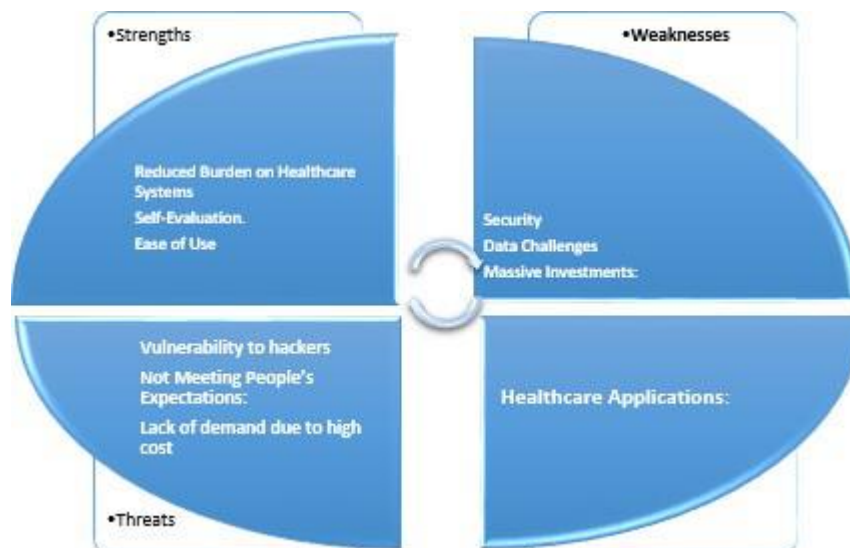 •Strengths
•Weaknesses
Reduced Burden on Healthcare
Systems
Self-Evaluation.
Ease of Use
Security
Data Challenges
Massive Investments:
Vulnerability to hackers
Not Meeting People's
Expectations:
Lack of demand due to high
cost
Healthcare Applications:
•Threats